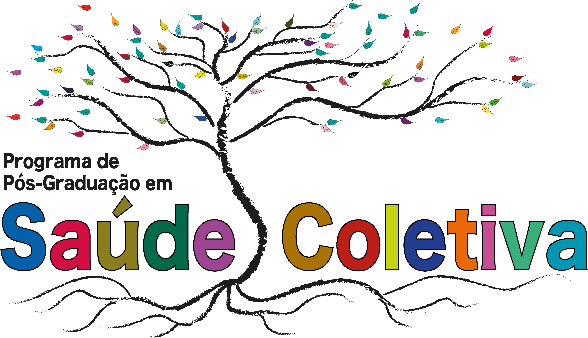 Programa de
Pós-Graduação em
Saúde Coletiva